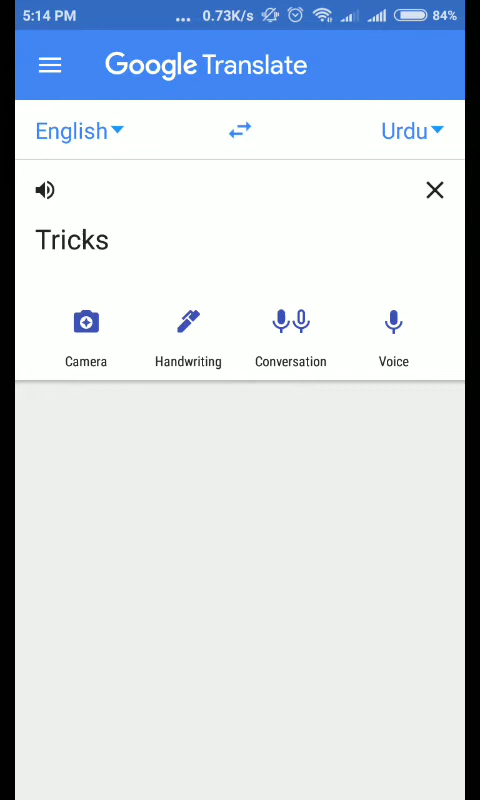 5:14 PM ... 0.73K/s 84%
Google Translate
English Urdu
Tricks
Camera Handwriting Conversation Voice